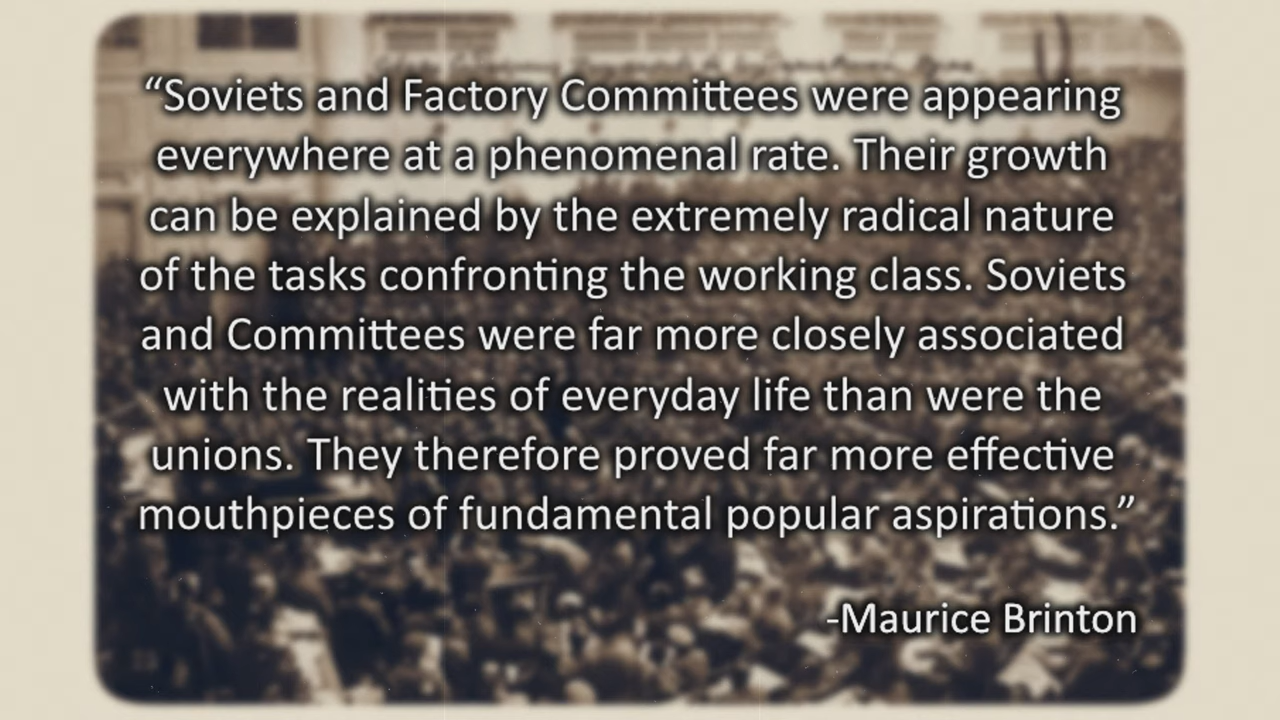 “Soviets and Factory Committees were appearing
everywhere at a phenomenal rate. Their growth
can be explained by the extremely radical nature
of the tasks confronting the working class. Soviets
and Committees were far more closely associated
with the realities of everyday life than were the
unions. They therefore proved far more effective
mouthpieces of fundamental popular aspirations.”
-Maurice Brinton